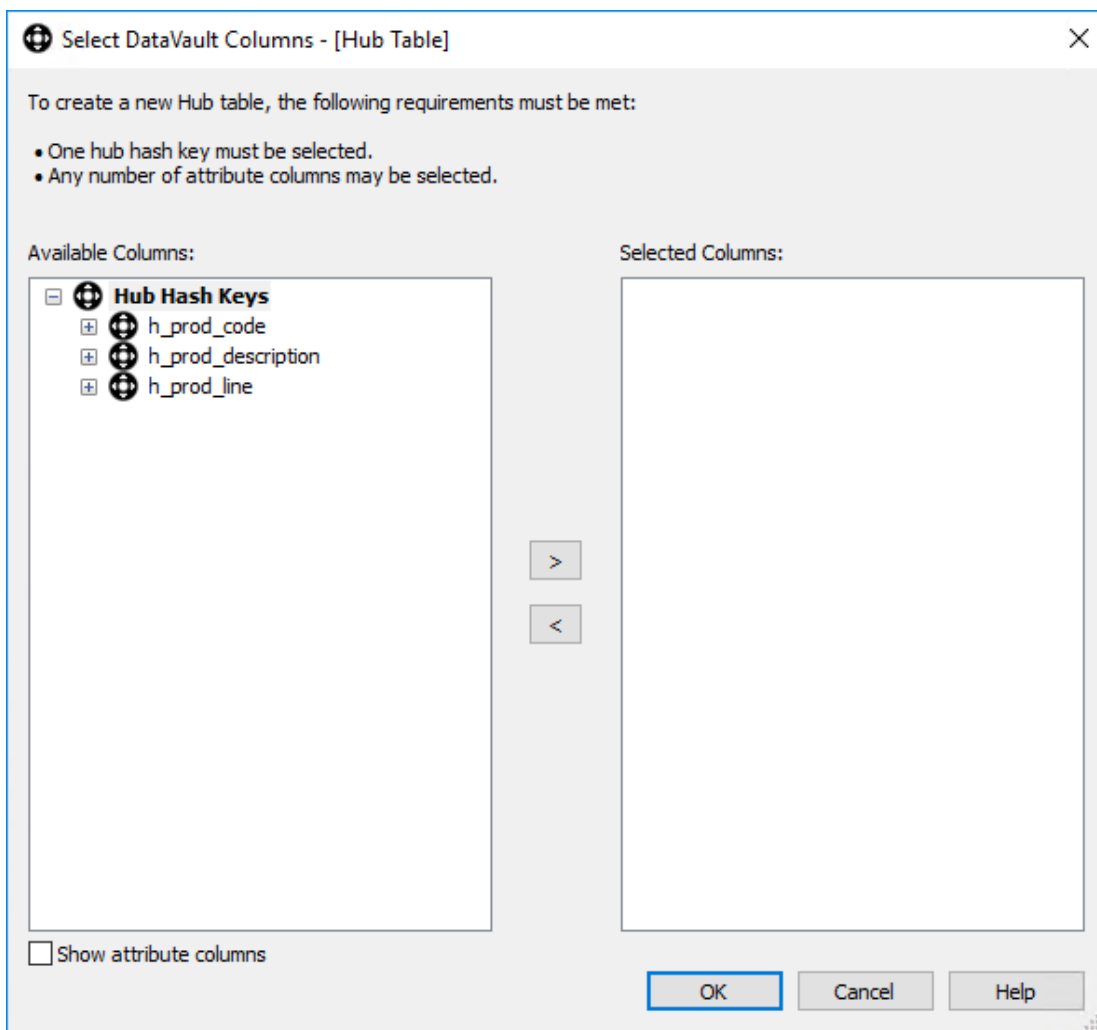 Select DataVault Columns - [Hub Table]
To create a new Hub table, the following requirements must be met:
• One hub hash key must be selected.
• Any number of attribute columns may be selected.
Available Columns:
Hub Hash Keys
h_prod_code
h_prod_description
h_prod_line
Selected Columns:
>
<
Show attribute columns
OK
Cancel
Help